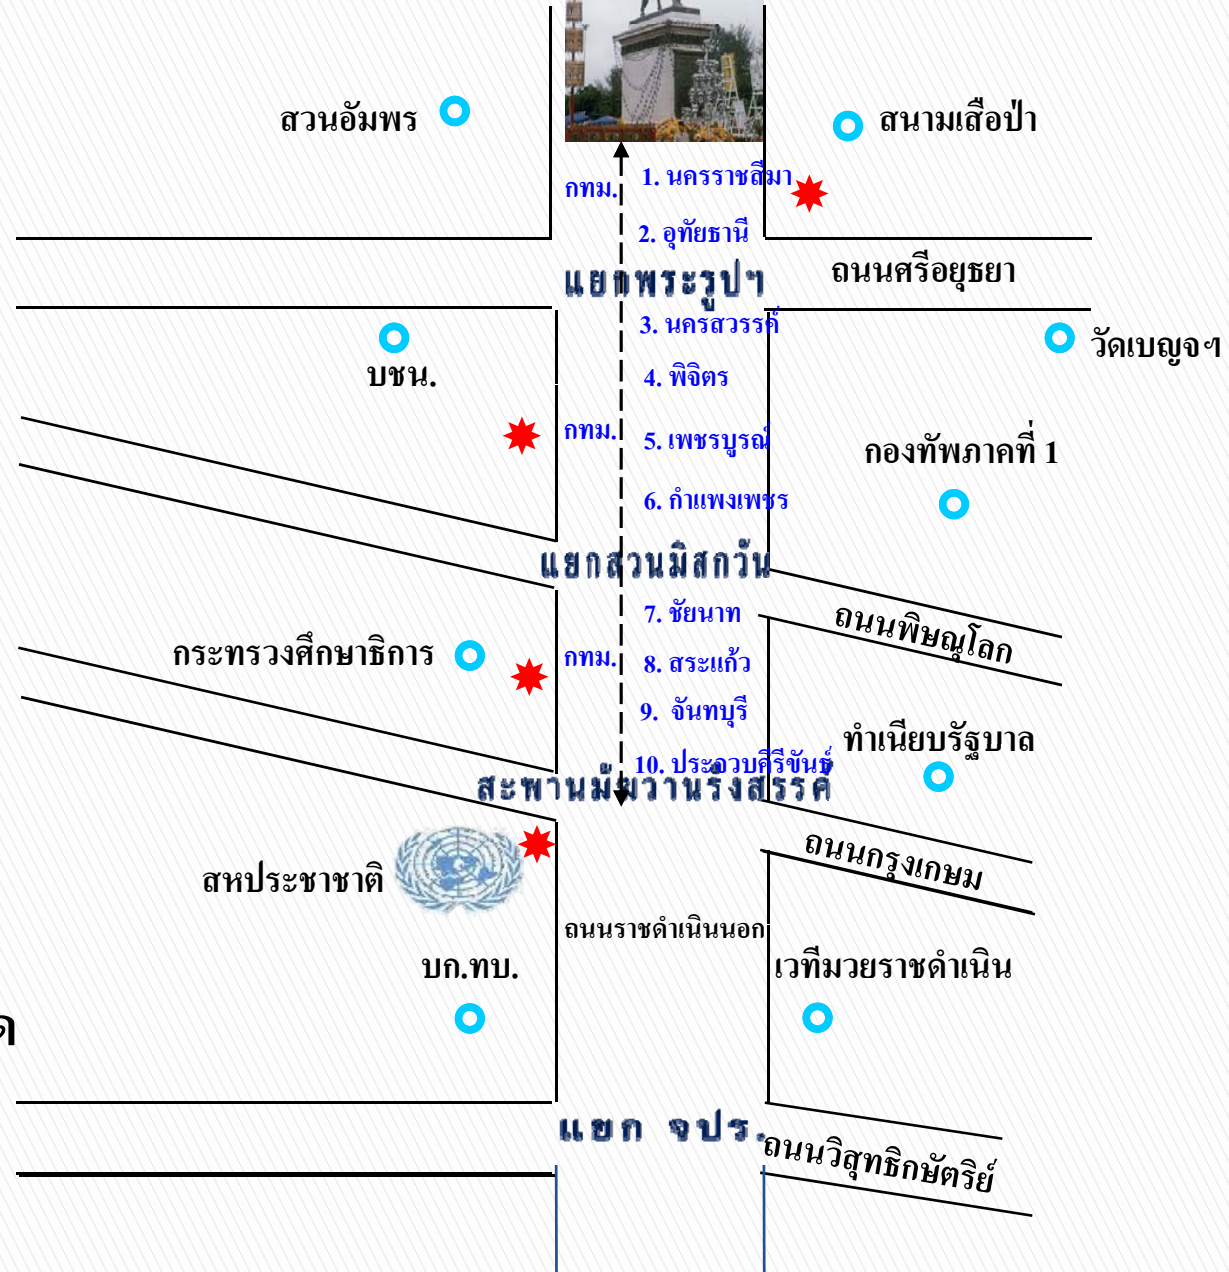 สวนอัมพร
สนามเสือป่า
กทม.
1. นครราชสีมา
2. อุทัยธานี
แยกพระรูปฯ
ถนนศรีอยุธยา
3. นครสวรรค์
วัดเบญจฯ
บชน.
4. พิจิตร
กทม.
5. เพชรบูรณ์
กองทัพภาคที่ 1
6. กำแพงเพชร
แยกสวนมิสกวัน
7. ชัยนาท
ถนนพิษณุโลก
กระทรวงศึกษาธิการ
กทม.
8. สระแก้ว
9. จันทบุรี
ทำเนียบรัฐบาล
10. ประจวบคิรีขันธ์
สะพานมัฆวานรังสรรค์
ถนนกรุงเกษม
สหประชาชาติ
ถนนราชดำเนินนอก
บก.ทบ.
เวทีมวยราชดำเนิน
ด
แยก จปร.
ถนนวิสุทธิกษัตริย์